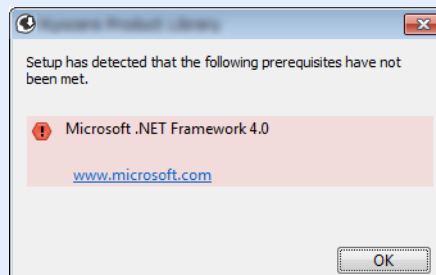 Setup has detected that the following prerequisites have not
been met.
Microsoft .NET Framework 4.0
www.microsoft.com
OK